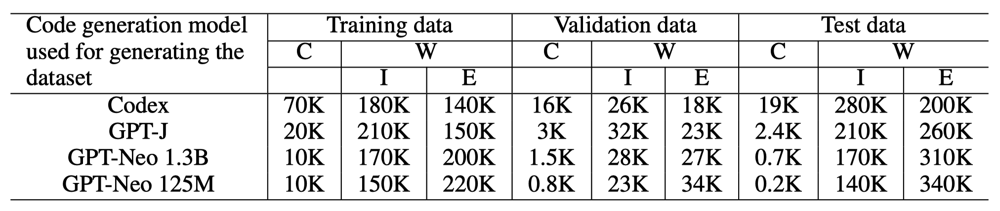 Code generation model used for generating the dataset Training data Validation data Test data
C W C W C W
I E I E I E
Codex 70K 180K 140K 16K 26K 18K 19K 280K 200K
GPT-J 20K 210K 150K 3K 32K 23K 2.4K 210K 260K
GPT-Neo 1.3B 10K 170K 200K 1.5K 28K 27K 0.7K 170K 310K
GPT-Neo 125M 10K 150K 220K 0.8K 23K 34K 0.2K 140K 340K